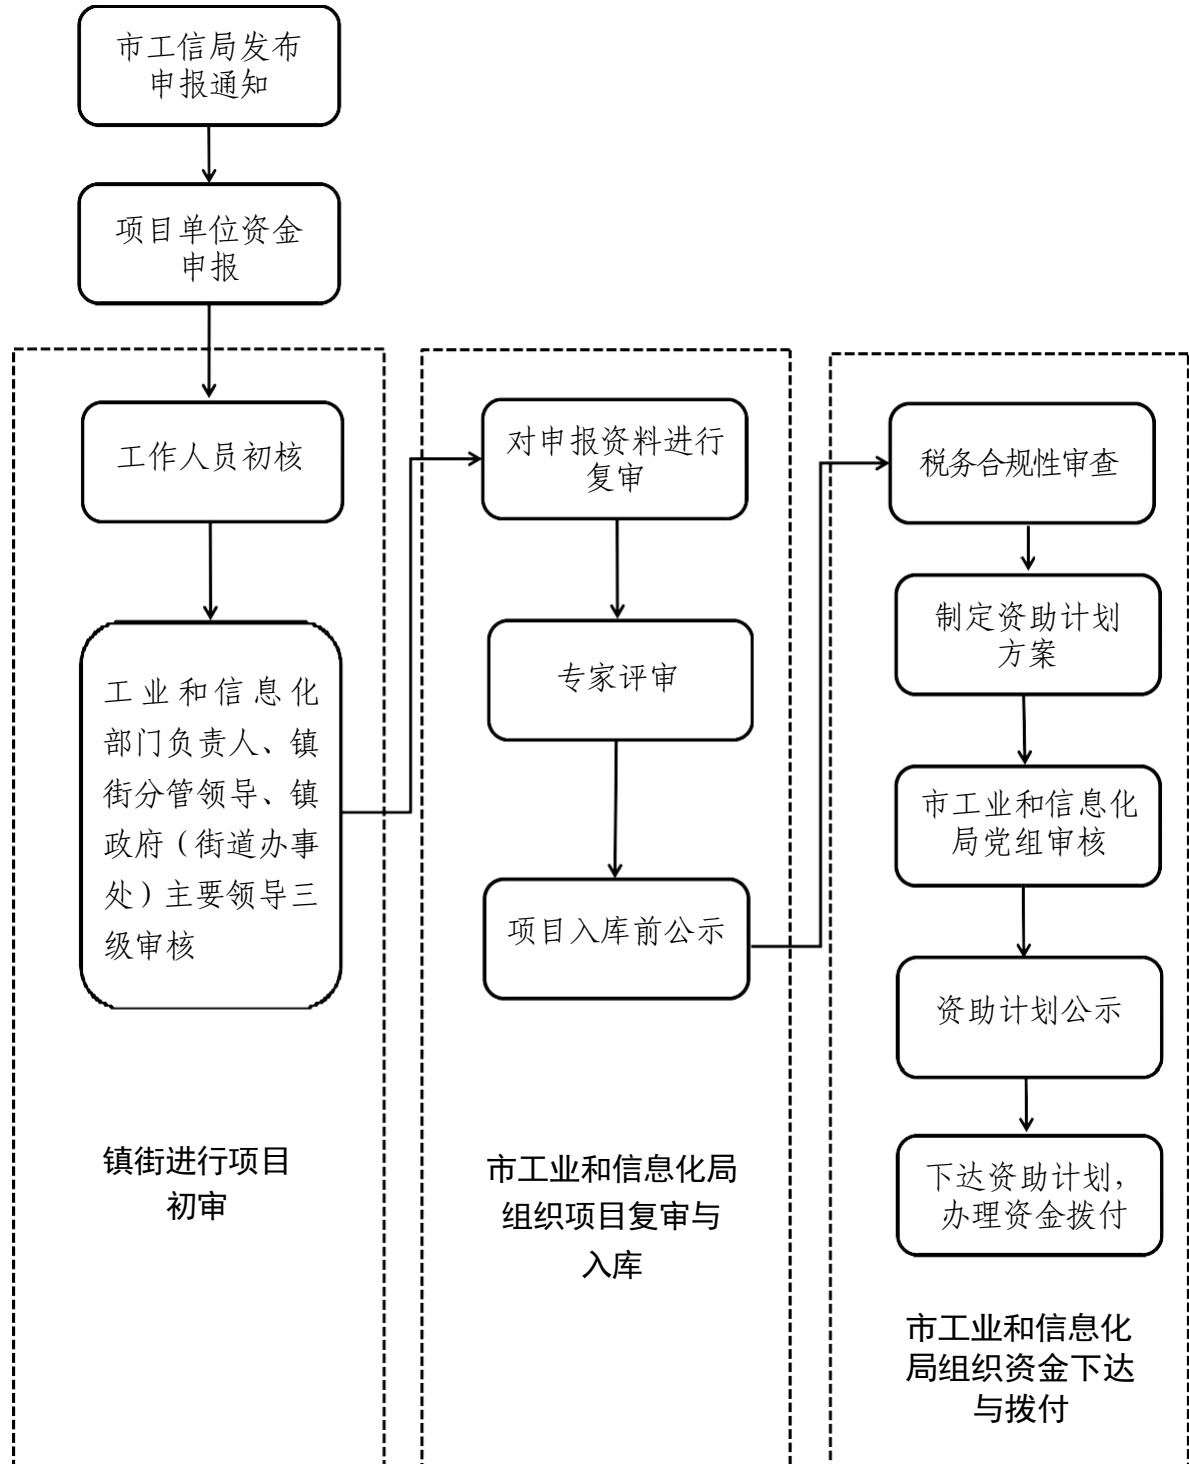 市工信局发布
申报通知
项目单位资金
申报
工作人员初核
工业和信息化
部门负责人、镇
街分管领导、镇
政府（街道办事
处）主要领导三
级审核
镇街进行项目
初审
对申报资料进行
复审
专家评审
项目入库前公示
市工业和信息化局
组织项目复审与
入库
税务合规性审查
制定资助计划
方案
市工业和信息化
局党组审核
资助计划公示
下达资助计划，
办理资金拨付
市工业和信息化
局组织资金下达
与拨付